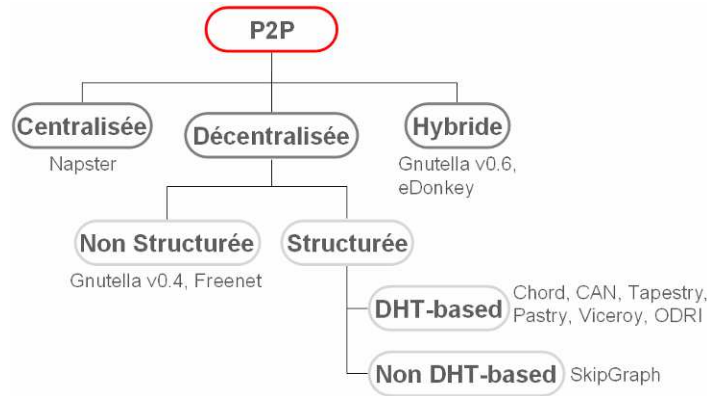 P2P
Centralisée
Décentralisée
Hybride
Napster
Gnutella v0.6,
eDonkey
Non Structurée
Structurée
Gnutella v0.4, Freenet
DHT-based
Chord, CAN, Tapestry,
Pastry, Viceroy, ODRI
Non DHT-based
SkipGraph